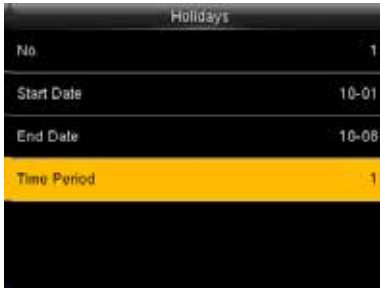 Holidays
No. 1
Start Date 10-01
End Date 10-08
Time Period 1